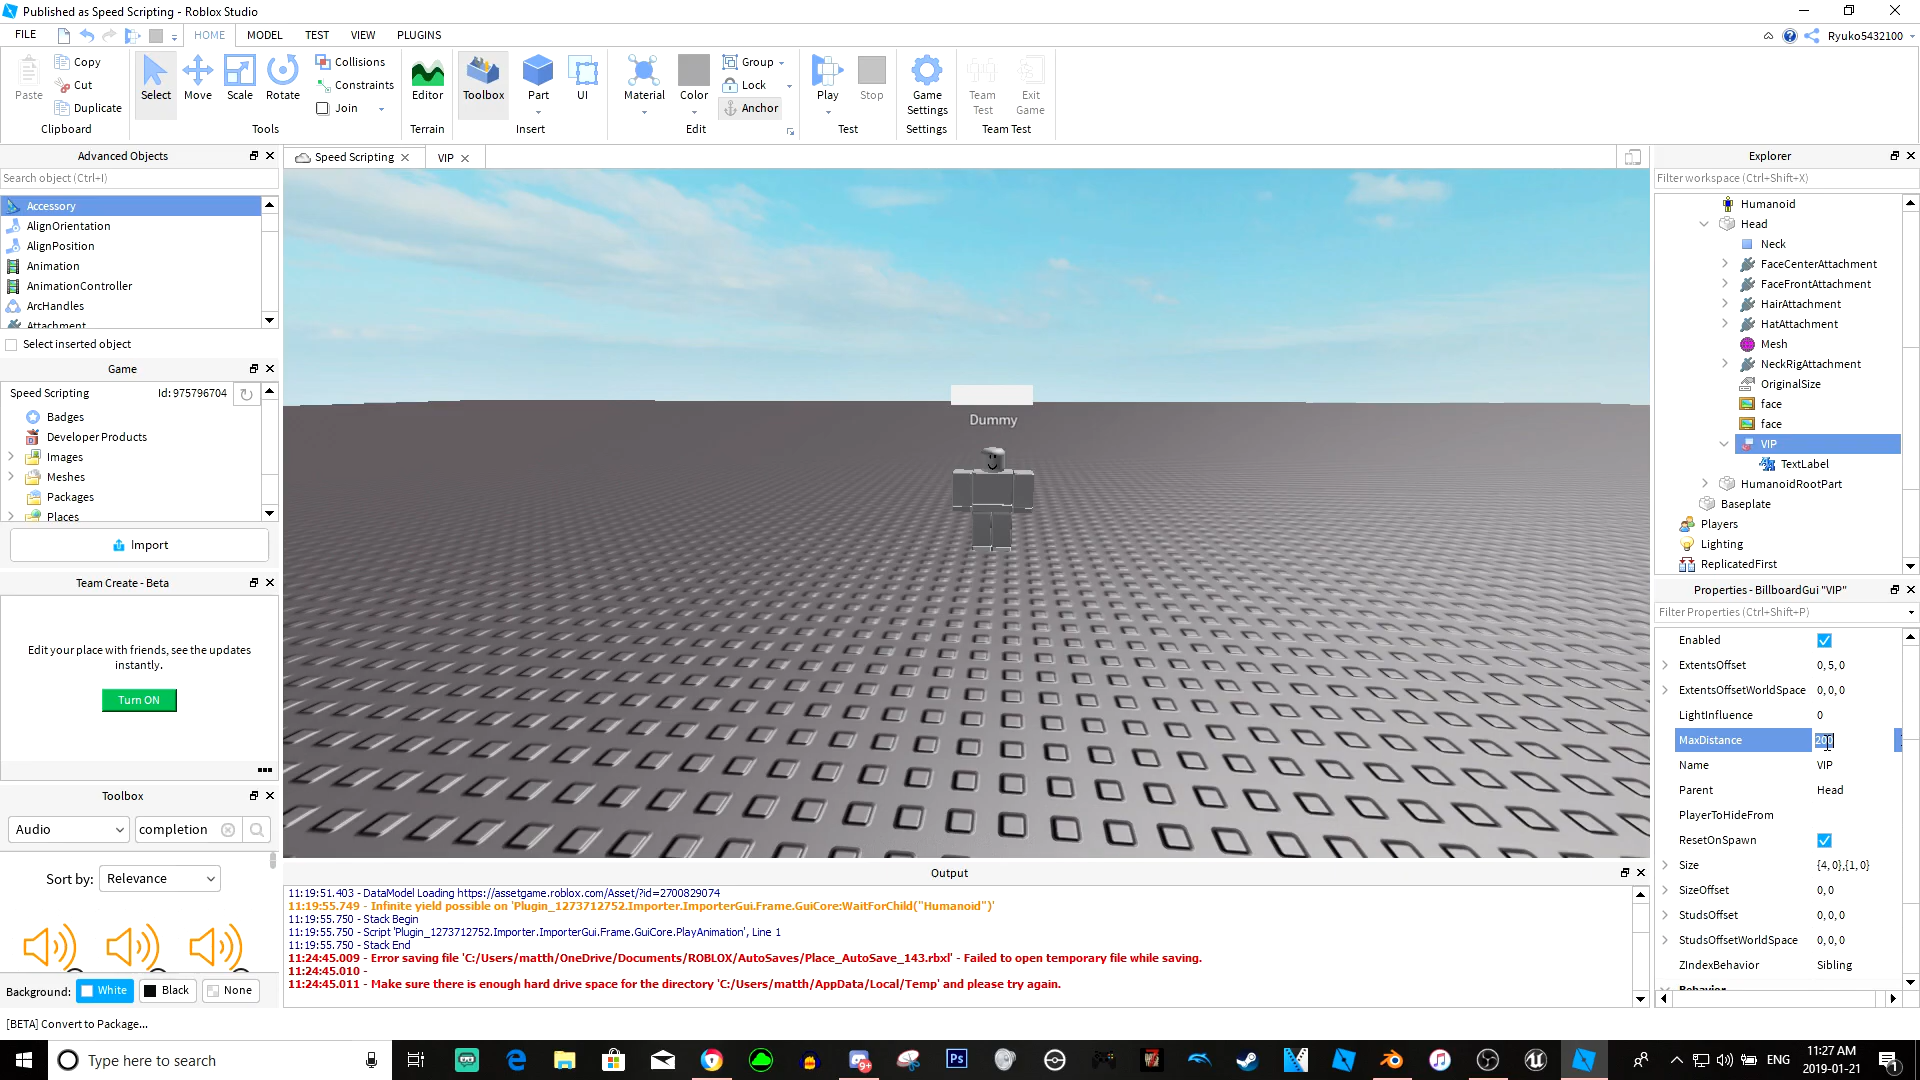 Published as Speed Scripting - Roblox Studio
FILE
HOME
MODEL
TEST
VIEW
PLUGINS
Ryuko5432100
Paste
Copy
Cut
Duplicate
Clipboard
Select
Move
Scale
Rotate
Collisions
Constraints
Join
Tools
Editor
Terrain
Toolbox
Part
UI
Insert
Material
Color
Group
Lock
Anchor
Edit
Play
Stop
Test
Game Settings
Settings
Team Test
Exit Game
Team Test
Advanced Objects
Search object (Ctrl+I)
Accessory
AlignOrientation
AlignPosition
Animation
AnimationController
ArcHandles
Attachment
Select inserted object
Game
Speed Scripting Id: 975796704
Badges
Developer Products
Images
Meshes
Packages
Places
Import
Team Create - Beta
Edit your place with friends, see the updates
instantly.
Turn ON
Toolbox
Audio
completion
Sort by: Relevance
Background: White Black None
[BETA] Convert to Package...
Speed Scripting
VIP
Dummy
Output
11:19:51.403 - DataModel Loading https://assetgame.roblox.com/Asset/?id=2700829074
11:19:55.749 - Infinite yield possible on 'Plugin_1273712752.Importer.ImporterGui.Frame.GuiCore:WaitForChild("Humanoid")'
11:19:55.750 - Stack Begin
11:19:55.750 - Script 'Plugin_1273712752.Importer.ImporterGui.Frame.GuiCore.PlayAnimation', Line 1
11:19:55.750 - Stack End
11:24:45.009 - Error saving file 'C:/Users/matth/OneDrive/Documents/ROBLOX/AutoSaves/Place_AutoSave_143.rbxl' - Failed to open temporary file while saving.
11:24:45.010 -
11:24:45.011 - Make sure there is enough hard drive space for the directory 'C:/Users/matth/AppData/Local/Temp' and please try again.
Explorer
Filter workspace (Ctrl+Shift+X)
Humanoid
Head
Neck
FaceCenterAttachment
FaceFrontAttachment
HairAttachment
HatAttachment
Mesh
NeckRigAttachment
OriginalSize
face
face
VIP
TextLabel
HumanoidRootPart
Baseplate
Players
Lighting
ReplicatedFirst
Properties - BillboardGui "VIP"
Filter Properties (Ctrl+Shift+P)
Enabled
ExtentsOffset 0, 5, 0
ExtentsOffsetWorldSpace 0, 0, 0
LightInfluence 0
MaxDistance 200
Name VIP
Parent Head
PlayerToHideFrom
ResetOnSpawn
Size {4, 0},{1, 0}
SizeOffset 0, 0
StudsOffset 0, 0, 0
StudsOffsetWorldSpace 0, 0, 0
ZIndexBehavior Sibling
Behavior
Type here to search
Ps
9+
ENG
11:27 AM
2019-01-21
1